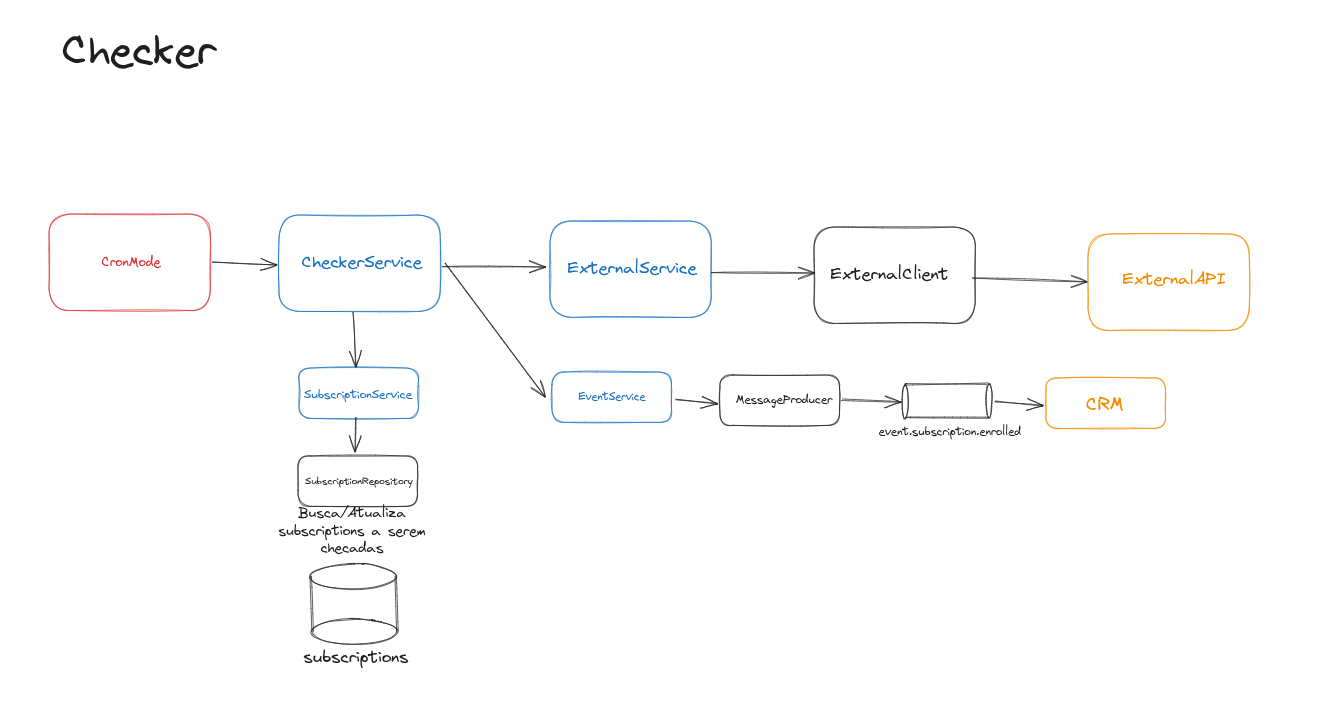 Checker
CronMode
CheckerService
ExternalService
ExternalClient
ExternalAPI
SubscriptionService
EventService
MessageProducer
event.subscription.enrolled
CRM
SubscriptionRepository
Busca/Atualiza
subscriptions a serem
checadas
subscriptions